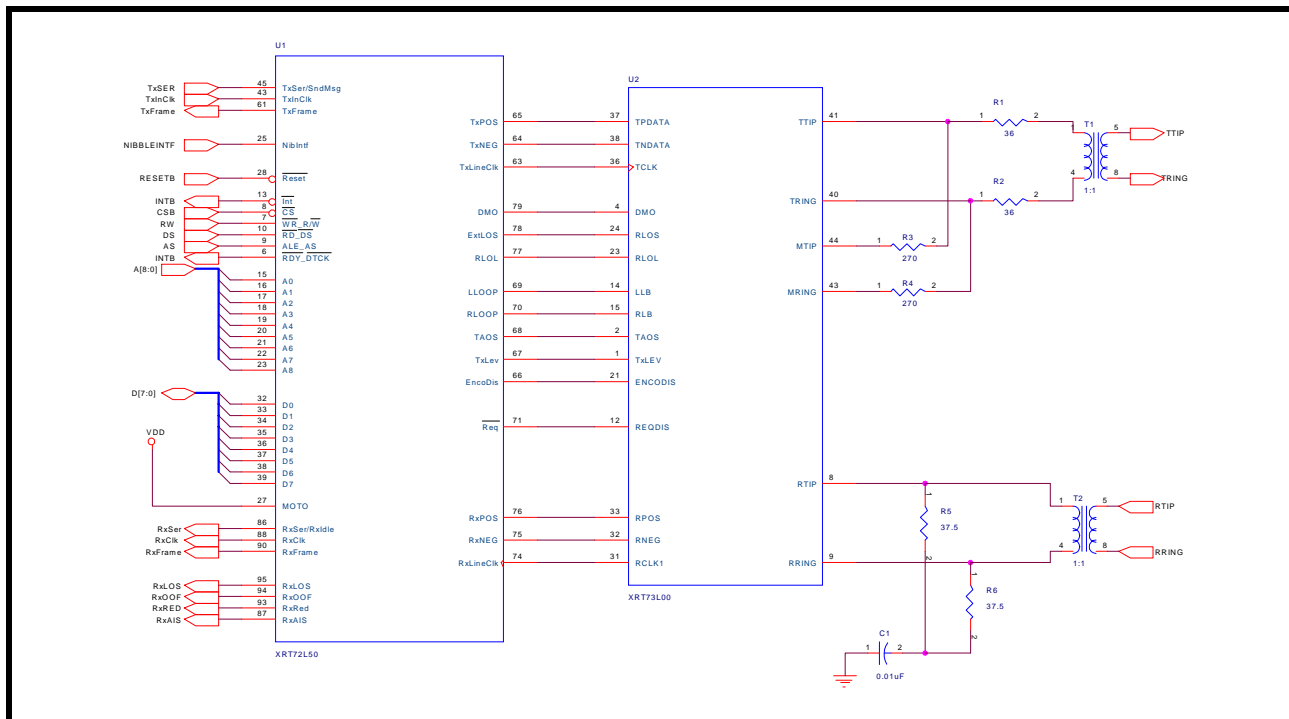 U1
TxSER 45 TxSer/SndMsg
TxInClk 43 TxInClk
TxFrame 61 TxFrame
NIBBLEINTF 25 NibIntf
RESETB 28 Reset
INTB 13 Int
CSB 8 CS
RW 7 WR_R/W
DS 10 RD_DS
AS 9 ALE_AS
INTB 6 RDY_DTCK
A[8:0]
15 A0
16 A1
17 A2
18 A3
19 A4
20 A5
21 A6
22 A7
23 A8
D[7:0]
32 D0
33 D1
34 D2
35 D3
36 D4
37 D5
38 D6
39 D7
VDD
27 MOTO
RxSer 86 RxSer/RxIdle
RxClk 88 RxClk
RxFrame 90 RxFrame
RxLOS 95 RxLOS
RxOOF 94 RxOOF
RxRED 93 RxRed
RxAIS 87 RxAIS
XRT72L50
U2
TxPOS 65 37 TPDATA
TxNEG 64 38 TNDATA
TxLineClk 63 36 TCLK
DMO 79 4 DMO
ExtLOS 78 24 RLOS
RLOL 77 23 RLOL
LLOOP 69 14 LLB
RLOOP 70 15 RLB
TAOS 68 2 TAOS
TxLev 67 1 TxLEV
EncoDis 66 21 ENCODIS
Req 71 12 REQDIS
RxPOS 76 33 RPOS
RxNEG 75 32 RNEG
RxLineClk 74 31 RCLK1
XRT73L00
TTIP 41
TRING 40
MTIP 44
MRING 43
RTIP 8
RRING 9
R1
1 2
36
R2
1 2
36
R3
1 2
270
R4
1 2
270
T1
1 5 TTIP
4 8 TRING
1:1
1
R5
37.5
2
T2
1 5 RTIP
4 8 RRING
1:1
1
R6
37.5
2
C1
1 2
0.01uF